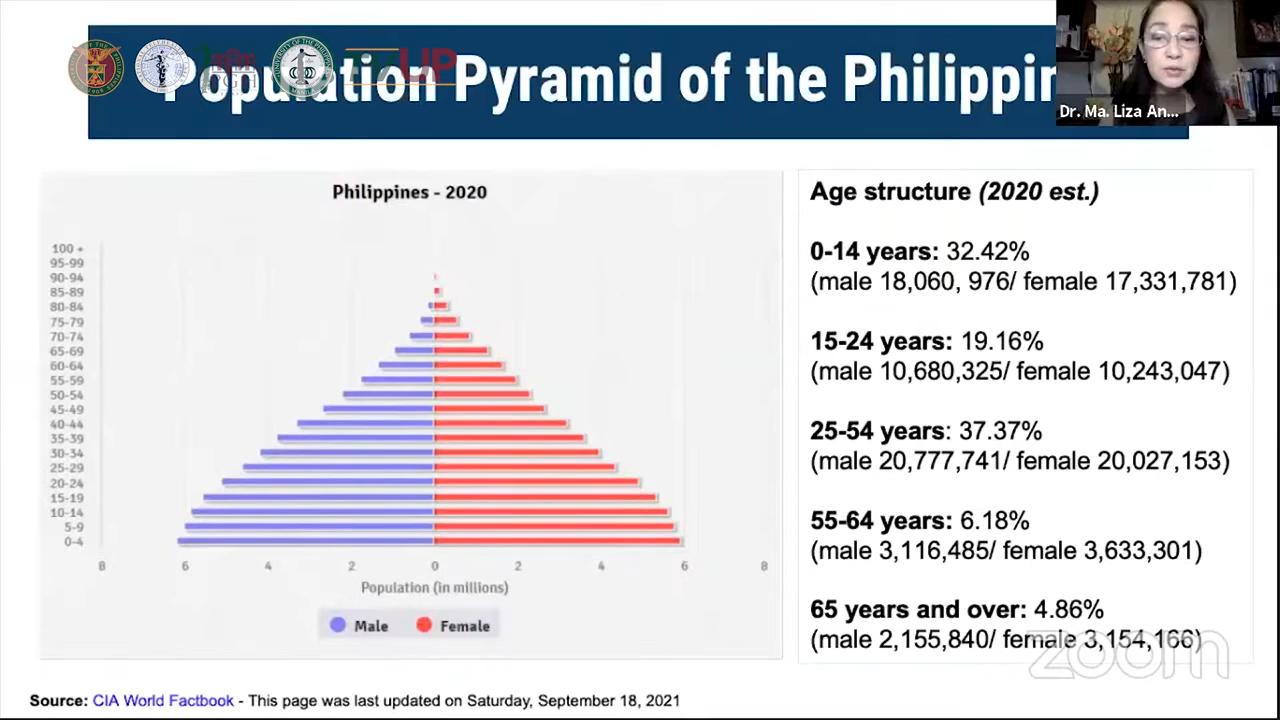 Population Pyramid of the Philippin
Dr. Ma. Liza An...
Philippines - 2020
100 +
95-99
90-94
85-89
80-84
75-79
70-74
65-69
60-64
55-59
50-54
45-49
40-44
35-39
30-34
25-29
20-24
15-19
10-14
5-9
0-4
8 6 4 2 0 2 4 6 8
Population (in millions)
Male Female
Age structure (2020 est.)
0-14 years: 32.42%
(male 18,060, 976/ female 17,331,781)
15-24 years: 19.16%
(male 10,680,325/ female 10,243,047)
25-54 years: 37.37%
(male 20,777,741/ female 20,027,153)
55-64 years: 6.18%
(male 3,116,485/ female 3,633,301)
65 years and over: 4.86%
(male 2,155,840/ female 3,154,166)
zoom
Source: CIA World Factbook - This page was last updated on Saturday, September 18, 2021